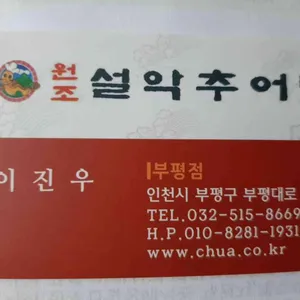 원조 설악추어
이 진 우
부평점
인천시 부평구 부평대로
TEL.032-515-8669
H.P.010-8281-1931
www.chua.co.kr